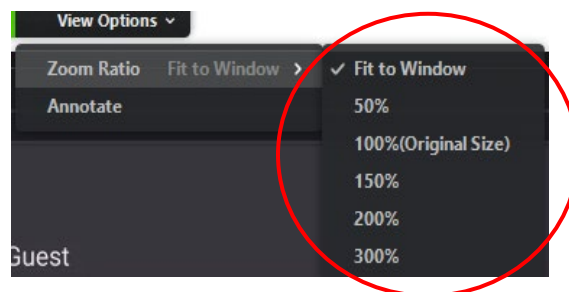 View Options
Zoom Ratio Fit to Window
Annotate
Fit to Window
50%
100%(Original Size)
150%
200%
300%
Guest